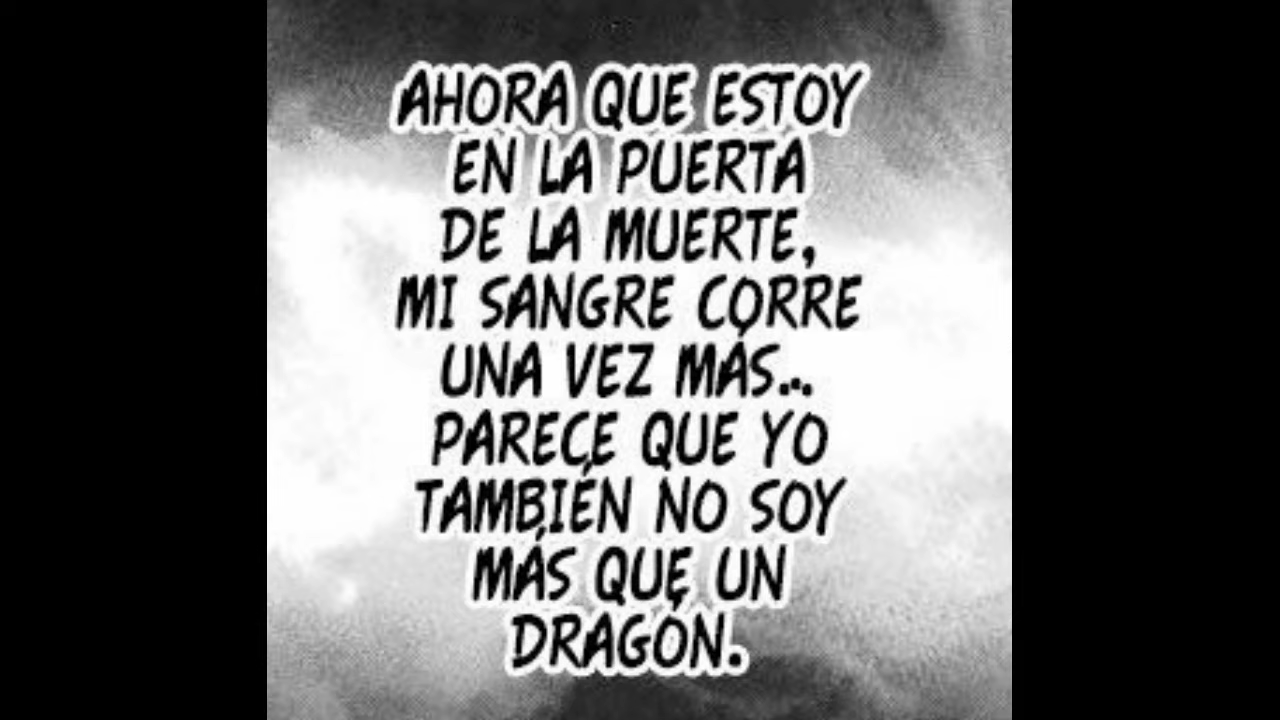 AHORA QUE ESTOY
EN LA PUERTA
DE LA MUERTE,
MI SANGRE CORRE
UNA VEZ MÁS...
PARECE QUE YO
TAMBIÉN NO SOY
MÁS QUE UN
DRAGÓN.